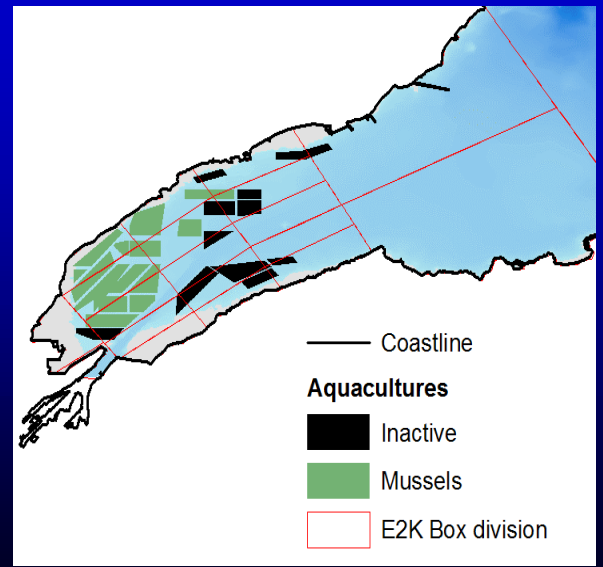 Coastline
Aquacultures
Inactive
Mussels
E2K Box division